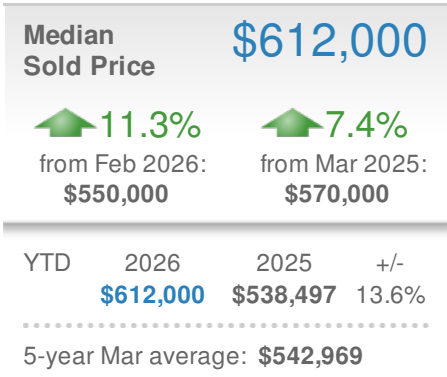 Median $612,000
Sold Price
11.3% 7.4%
from Feb 2026: from Mar 2025:
$550,000 $570,000
YTD 2026 2025 +/-
$612,000 $538,497 13.6%
5-year Mar average: $542,969